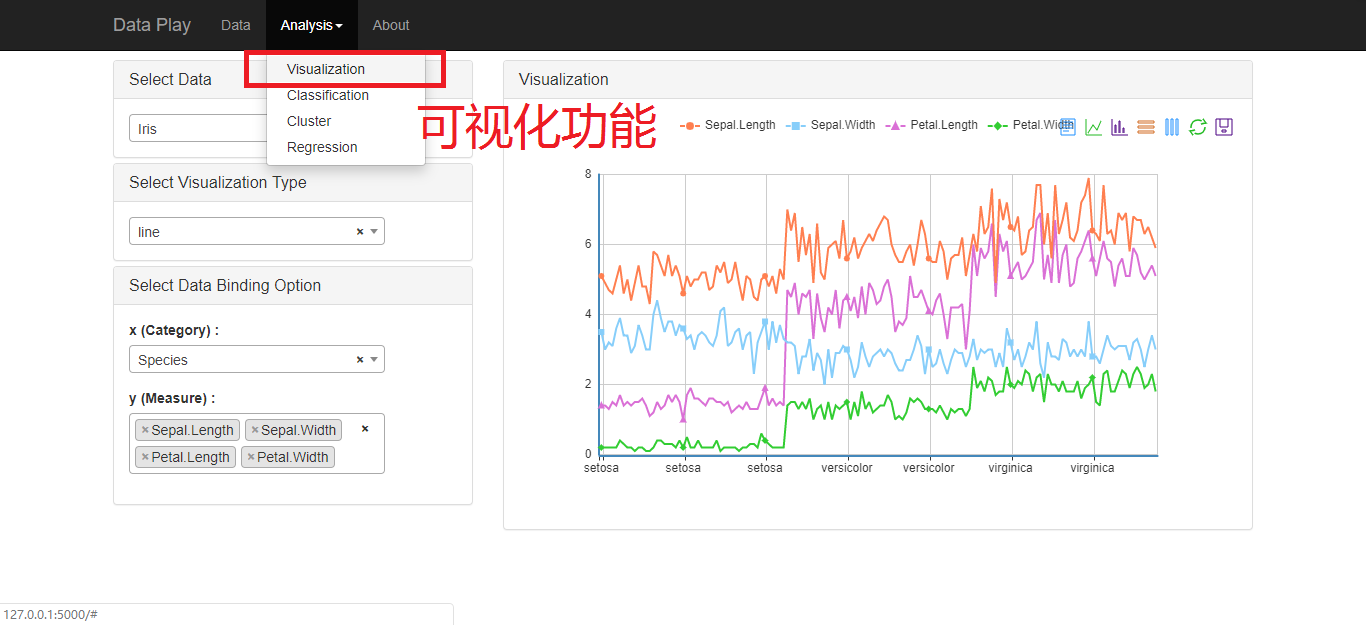 Data Play Data Analysis About
Visualization
Classification
Cluster
Regression
可视化功能
Select Data
Iris
Select Visualization Type
× line
Select Data Binding Option
x (Category) :
Species ×
y (Measure) :
×Sepal.Length ×Sepal.Width ×
×Petal.Length ×Petal.Width
Visualization
Sepal.Length Sepal.Width Petal.Length Petal.Width
8
6
4
2
0
setosa setosa setosa versicolor versicolor virginica virginica
127.0.0.1:5000/#